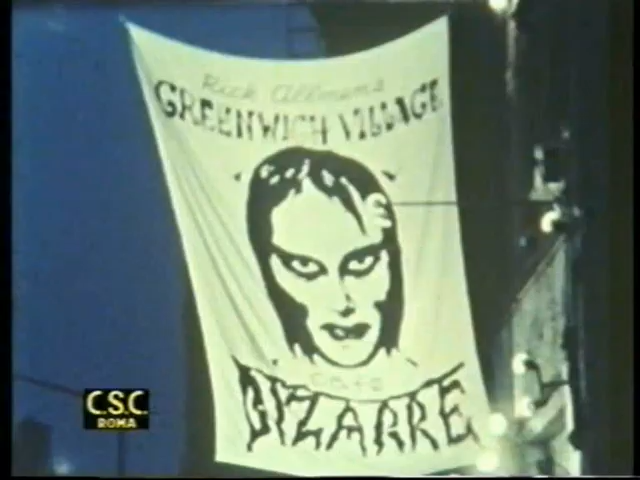 Rick Allmen's
GREENWICH VILLAGE
CAFE
BIZARRE
C.S.C.
ROMA